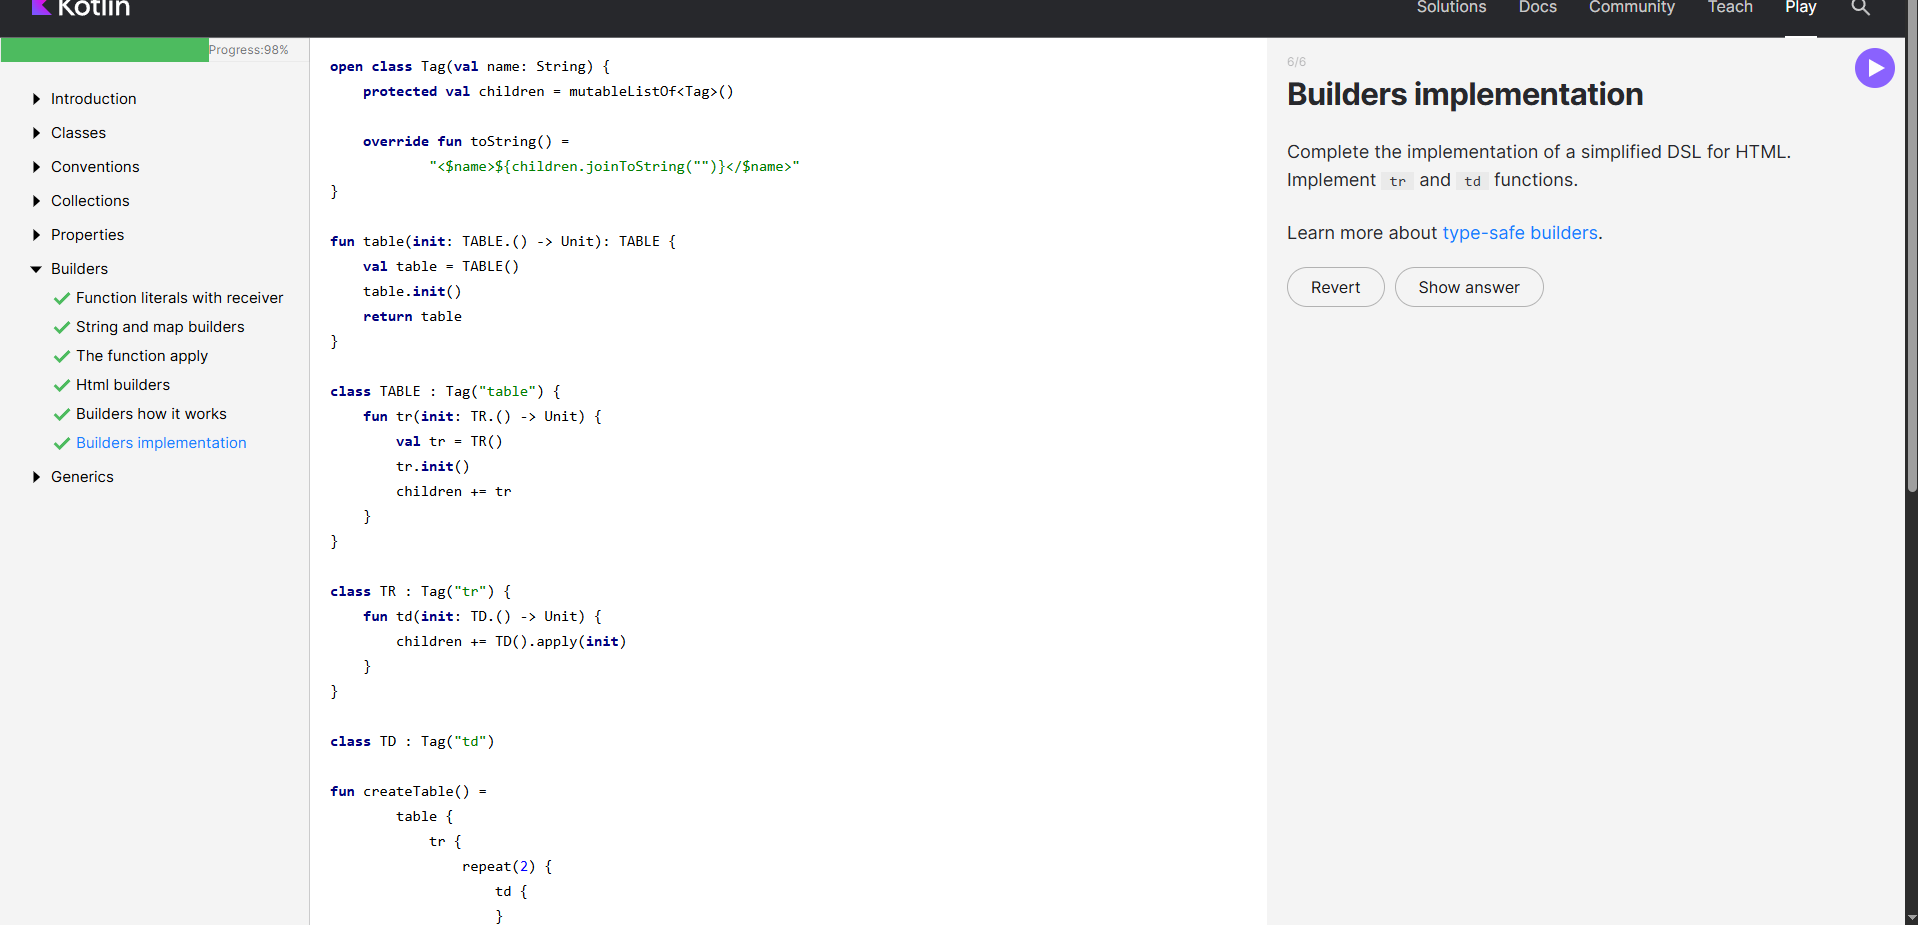 Kotlin
Solutions Docs Community Teach Play
Progress:98%
Introduction
Classes
Conventions
Collections
Properties
Builders
Function literals with receiver
String and map builders
The function apply
Html builders
Builders how it works
Builders implementation
Generics
open class Tag(val name: String) {
    protected val children = mutableListOf<Tag>()
    override fun toString() =
            "<$name>${children.joinToString("")}</$name>"
}
fun table(init: TABLE.() -> Unit): TABLE {
    val table = TABLE()
    table.init()
    return table
}
class TABLE : Tag("table") {
    fun tr(init: TR.() -> Unit) {
        val tr = TR()
        tr.init()
        children += tr
    }
}
class TR : Tag("tr") {
    fun td(init: TD.() -> Unit) {
        children += TD().apply(init)
    }
}
class TD : Tag("td")
fun createTable() =
        table {
            tr {
                repeat(2) {
                    td {
                    }
6/6
Builders implementation
Complete the implementation of a simplified DSL for HTML.
Implement tr and td functions.
Learn more about type-safe builders.
Revert Show answer